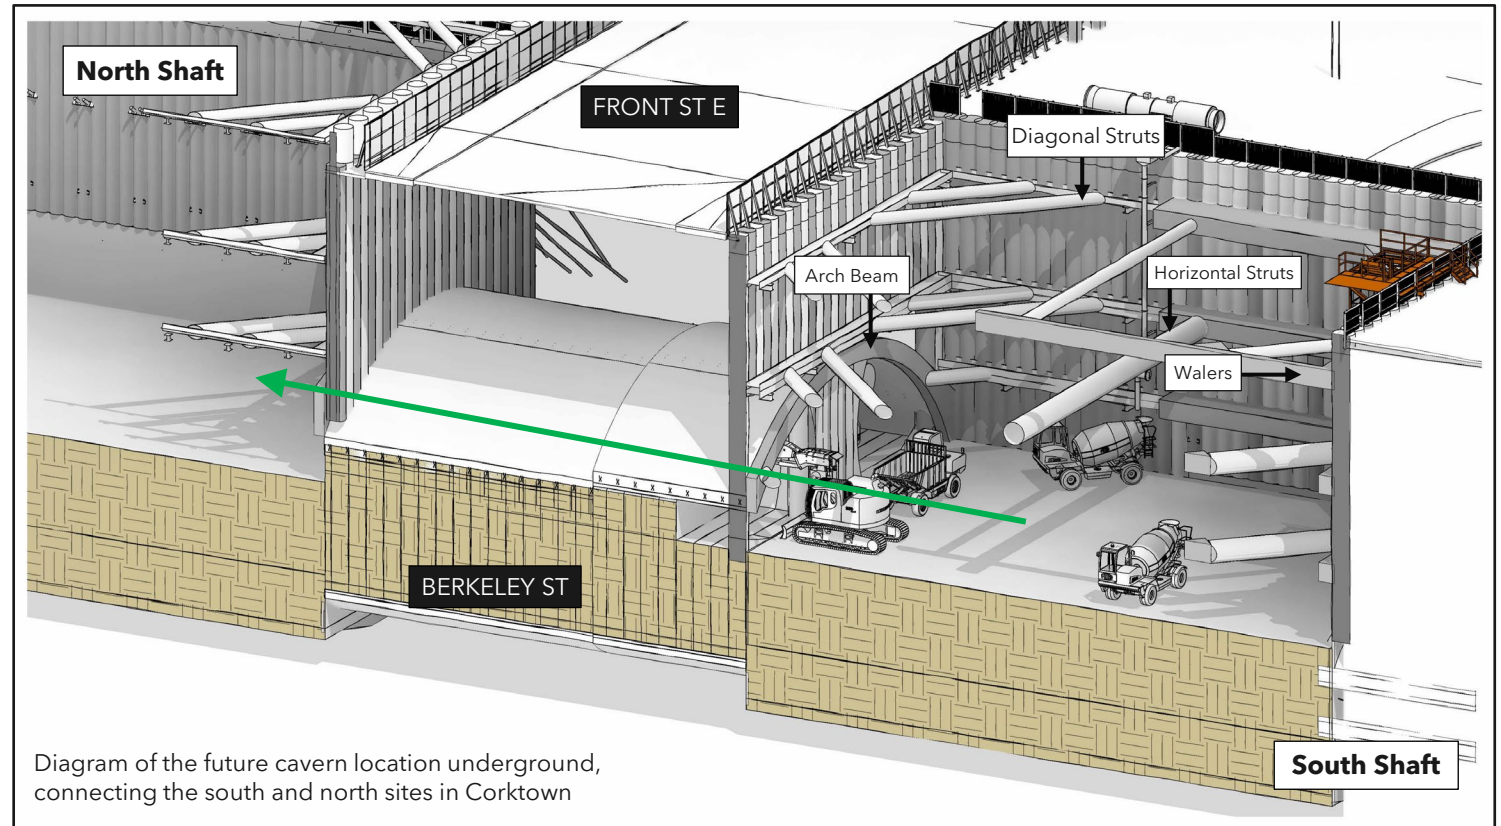 North Shaft
FRONT ST E
Diagonal Struts
Arch Beam
Horizontal Struts
Walers
BERKELEY ST
South Shaft
Diagram of the future cavern location underground,
connecting the south and north sites in Corktown